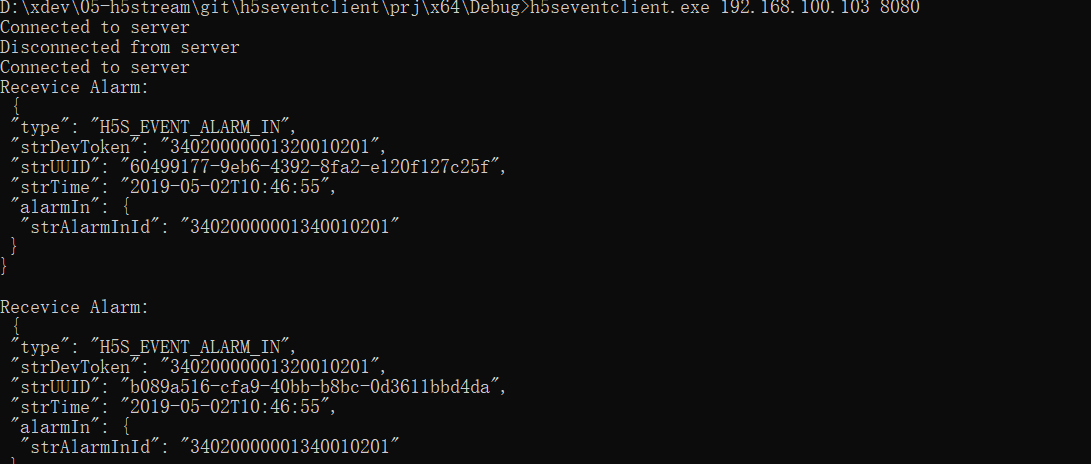 D:\xdev\05-h5stream\git\h5seventclient\prj\x64\Debug>h5seventclient.exe 192.168.100.103 8080
Connected to server
Disconnected from server
Connected to server
Recevice Alarm:
 {
 "type": "H5S_EVENT_ALARM_IN",
 "strDevToken": "34020000001320010201",
 "strUUID": "60499177-9eb6-4392-8fa2-e120f127c25f",
 "strTime": "2019-05-02T10:46:55",
 "alarmIn": {
  "strAlarmInId": "34020000001340010201"
 }
}

Recevice Alarm:
 {
 "type": "H5S_EVENT_ALARM_IN",
 "strDevToken": "34020000001320010201",
 "strUUID": "b089a516-cfa9-40bb-b8bc-0d3611bbd4da",
 "strTime": "2019-05-02T10:46:55",
 "alarmIn": {
  "strAlarmInId": "34020000001340010201"
 }